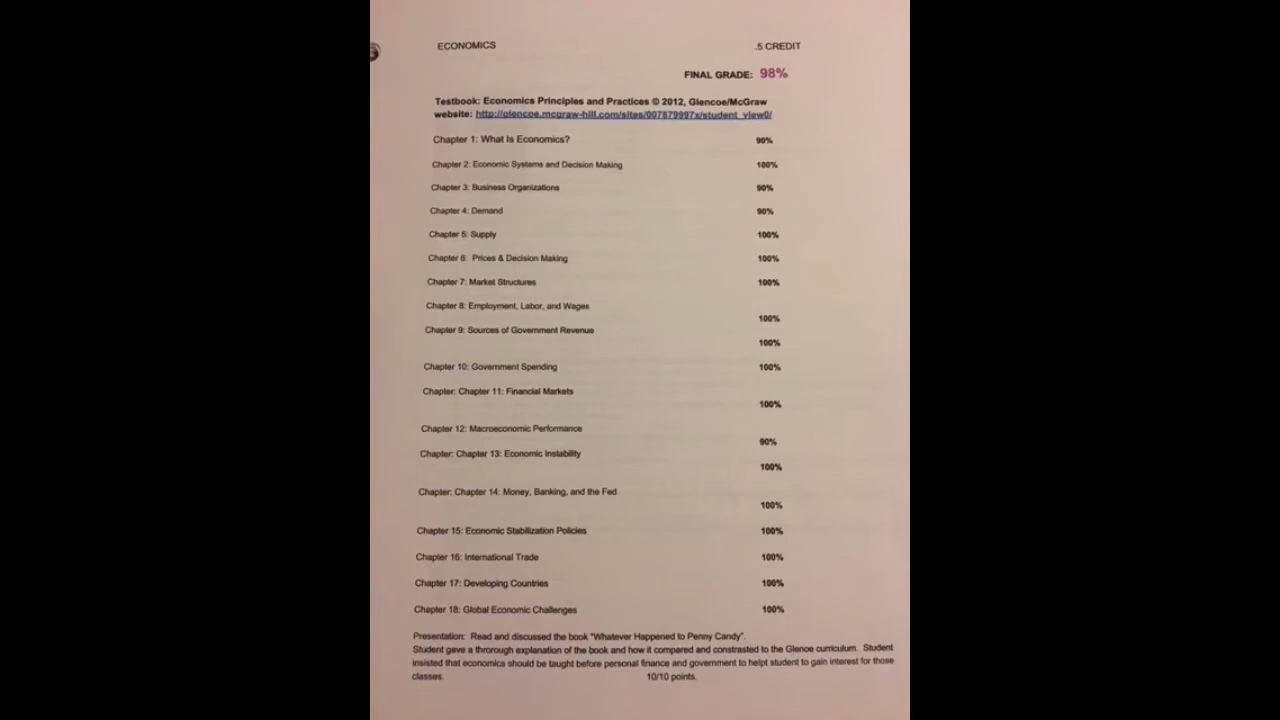 ECONOMICS .5 CREDIT
FINAL GRADE: 98%
Testbook: Economics Principles and Practices © 2012, Glencoe/McGraw
website: http://glencoe.mcgraw-hill.com/sites/007879997x/student_view0/
Chapter 1: What Is Economics? 90%
Chapter 2: Economic Systems and Decision Making 100%
Chapter 3: Business Organizations 90%
Chapter 4: Demand 90%
Chapter 5: Supply 100%
Chapter 6: Prices & Decision Making 100%
Chapter 7: Market Structures 100%
Chapter 8: Employment, Labor, and Wages
100%
Chapter 9: Sources of Government Revenue
100%
Chapter 10: Government Spending 100%
Chapter: Chapter 11: Financial Markets
100%
Chapter 12: Macroeconomic Performance
90%
Chapter: Chapter 13: Economic Instability
100%
Chapter: Chapter 14: Money, Banking, and the Fed
100%
Chapter 15: Economic Stabilization Policies 100%
Chapter 16: International Trade 100%
Chapter 17: Developing Countries 100%
Chapter 18: Global Economic Challenges 100%
Presentation: Read and discussed the book "Whatever Happened to Penny Candy".
Student gave a throrough explanation of the book and how it compared and constrasted to the Glenoe curriculum. Student
insisted that economics should be taught before personal finance and government to helpt student to gain interest for those
classes. 10/10 points.